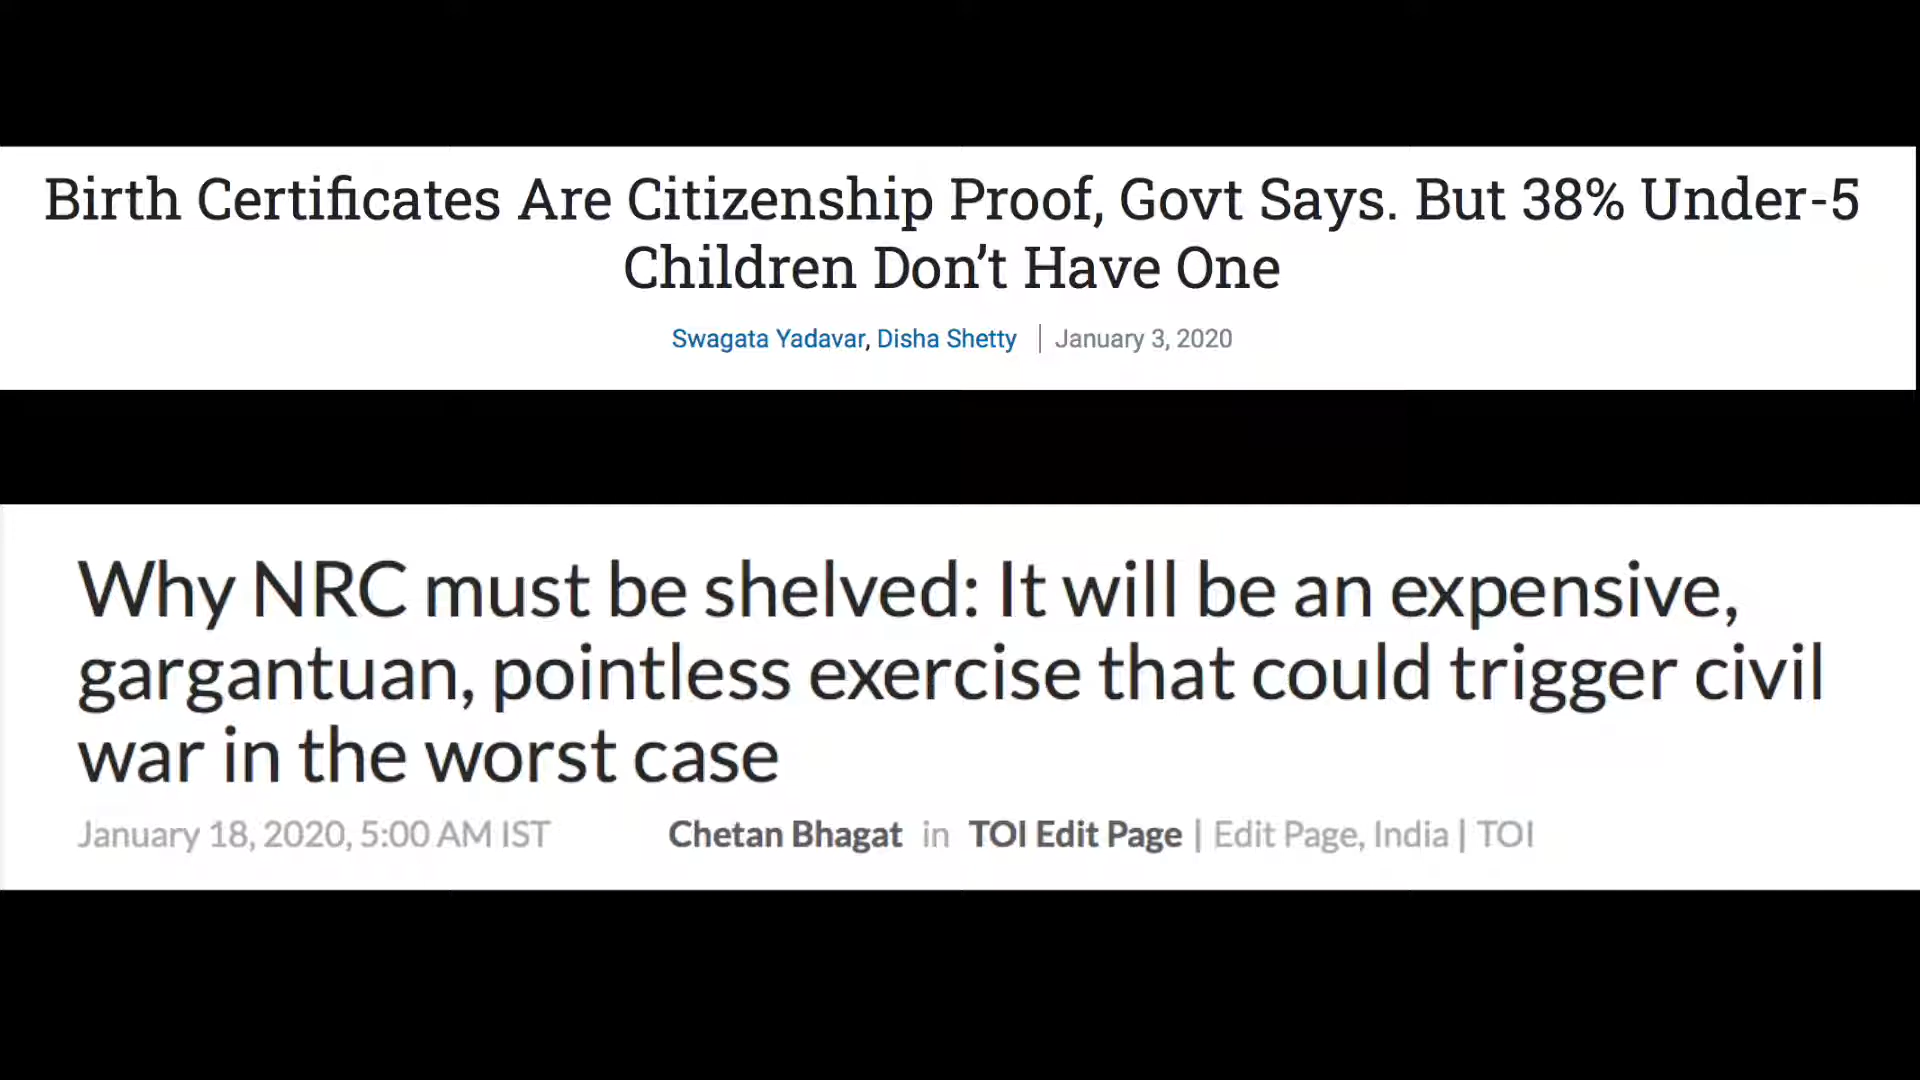 Birth Certificates Are Citizenship Proof, Govt Says. But 38% Under-5
Children Don’t Have One
Swagata Yadavar, Disha Shetty | January 3, 2020
Why NRC must be shelved: It will be an expensive,
gargantuan, pointless exercise that could trigger civil
war in the worst case
January 18, 2020, 5:00 AM IST Chetan Bhagat in TOI Edit Page | Edit Page, India | TOI